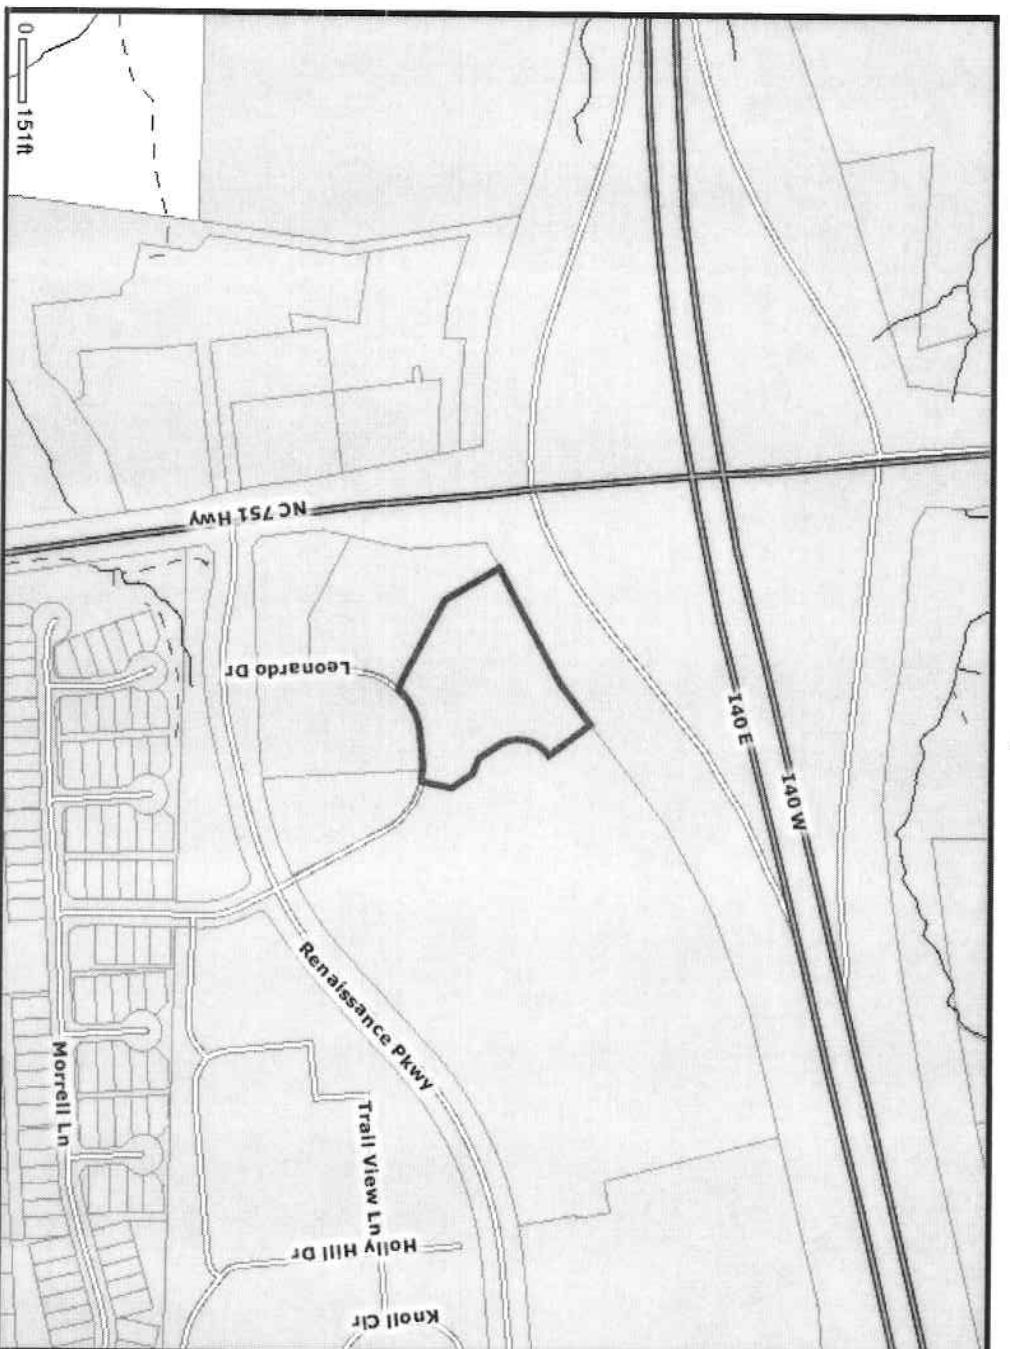 0 151ft
NC 751 Hwy
Leonardo Dr
I40 E
I40 W
Renaissance Pkwy
Morrell Ln
Trail View Ln
Holly Hill Dr
Knoll Cir